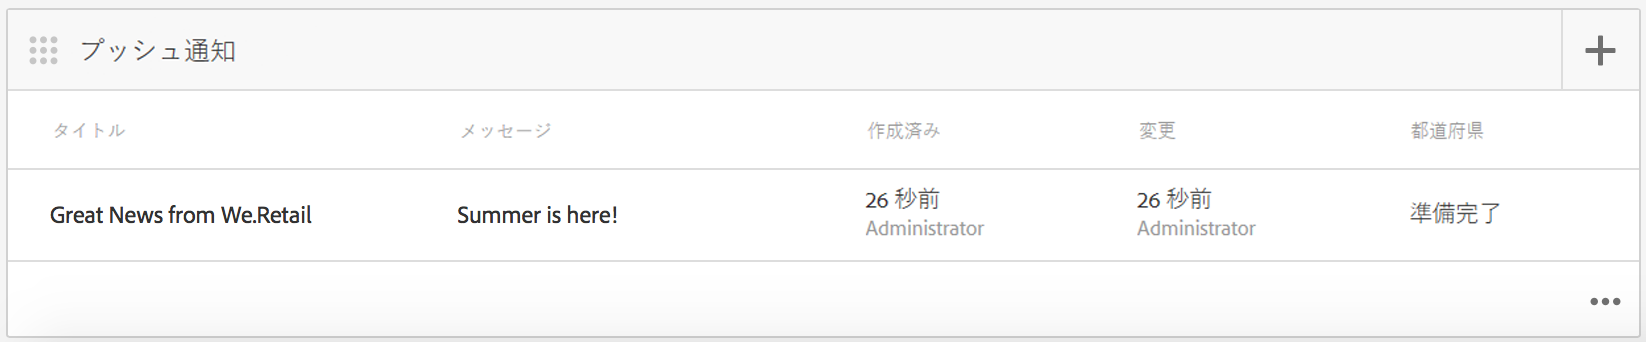 プッシュ通知
タイトル メッセージ 作成済み 変更 都道府県
Great News from We.Retail Summer is here! 26 秒前 26 秒前 準備完了
Administrator Administrator